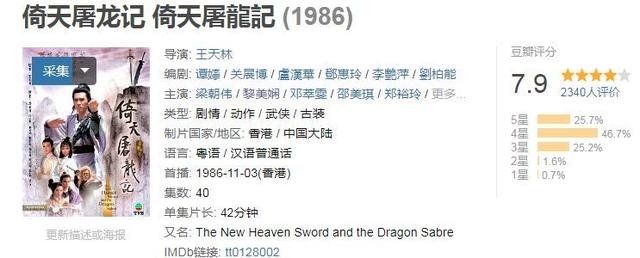 倚天屠龙记 倚天屠龍記 (1986)
采集
倚天屠龍記
TVB
更新描述或海报
导演: 王天林
编剧: 谭嬣 / 关展博 / 盧漢華 / 鄧惠玲 / 李艷萍 / 劉柏能
主演: 梁朝伟 / 黎美娴 / 邓萃雯 / 邵美琪 / 郑裕玲 / 更多...
类型: 剧情 / 动作 / 武侠 / 古装
制片国家/地区: 香港 / 中国大陆
语言: 粤语 / 汉语普通话
首播: 1986-11-03(香港)
集数: 40
单集片长: 42分钟
又名: The New Heaven Sword and the Dragon Sabre
IMDb链接: tt0128002
豆瓣评分
7.9
2340人评价
5星 25.7%
4星 46.7%
3星 25.2%
2星 1.6%
1星 0.7%